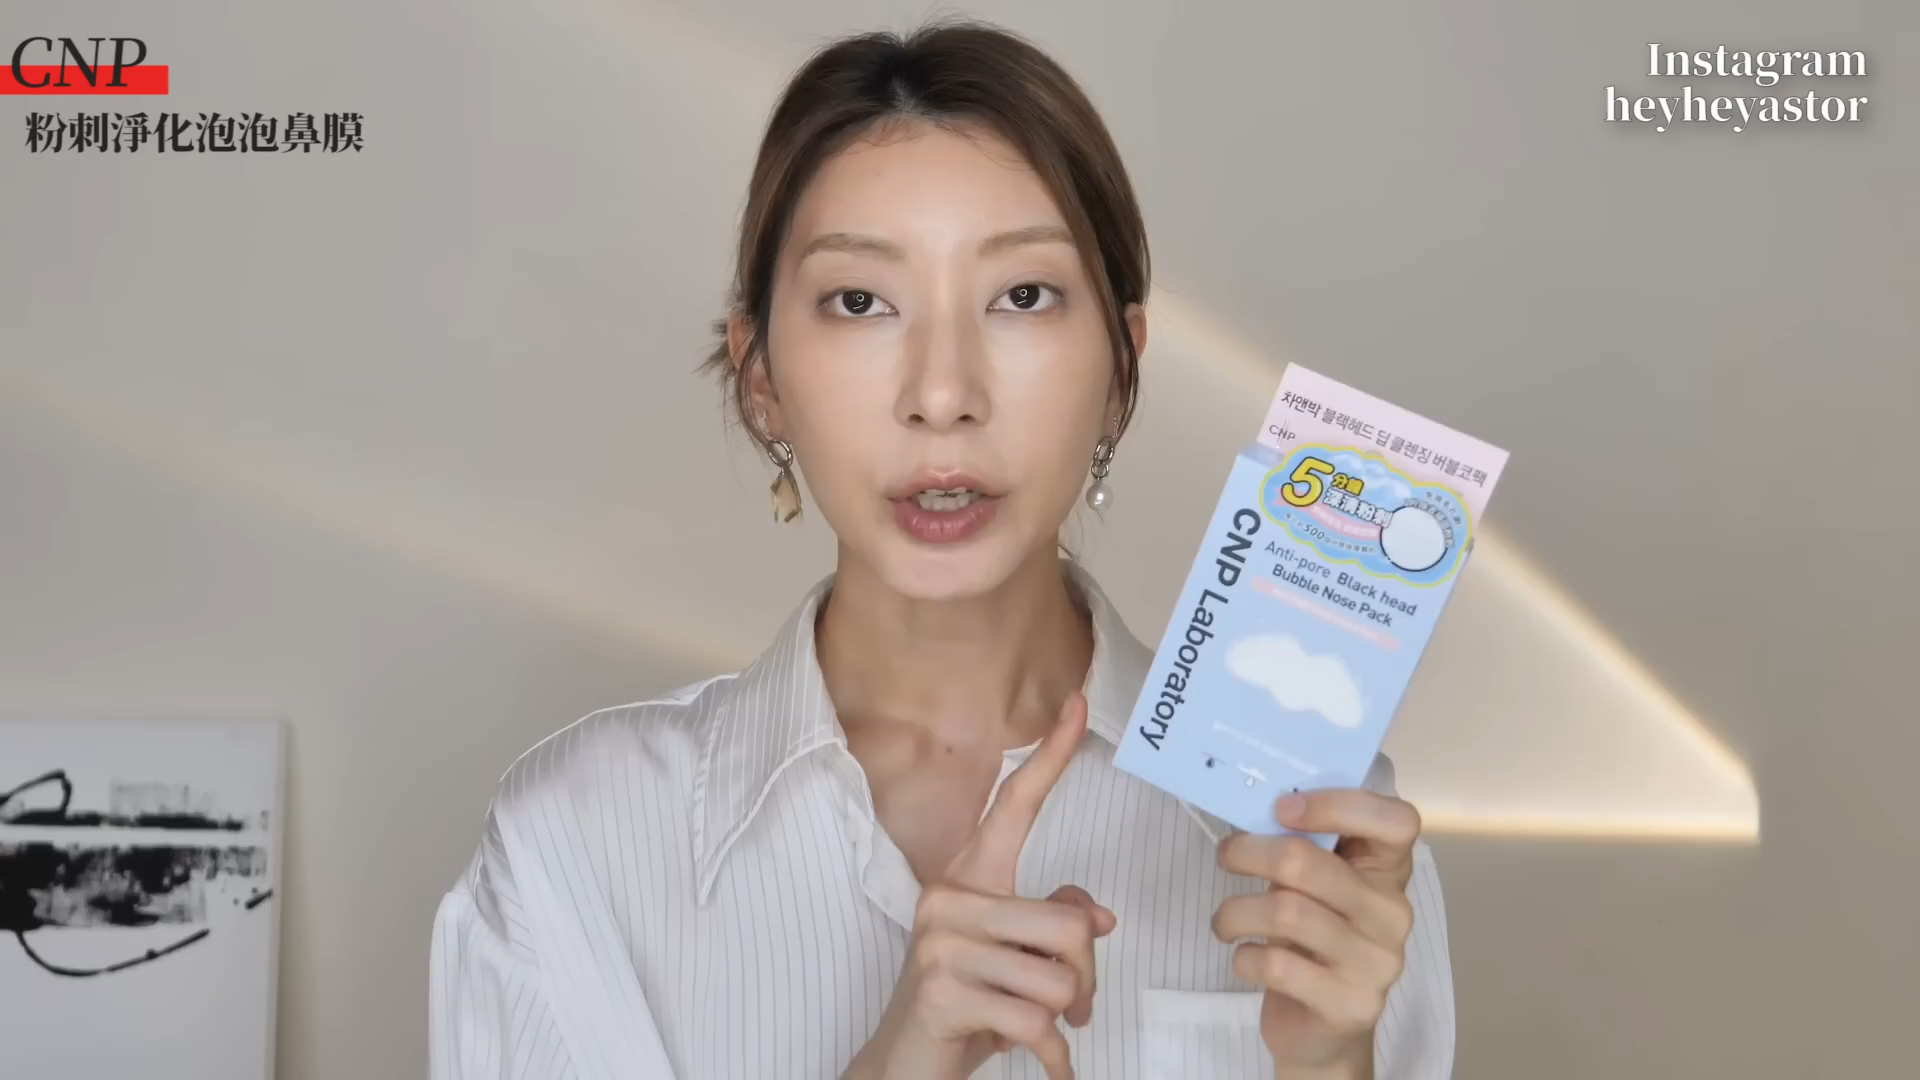 CNP
粉刺淨化泡泡鼻膜
Instagram
heyheyastor
차앤박 블랙헤드 딥 클렌징 버블코팩
CNP
5分鐘
深清粉刺
500
Anti-pore Black head
Bubble Nose Pack
CNP Laboratory